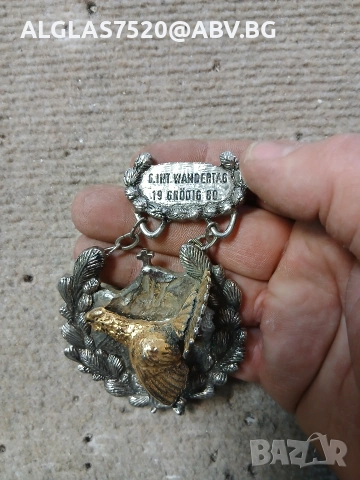 ALGLAS7520@ABV.BG
6. INT. WANDERTAG
19 GRÖDIG 80
BAZAR